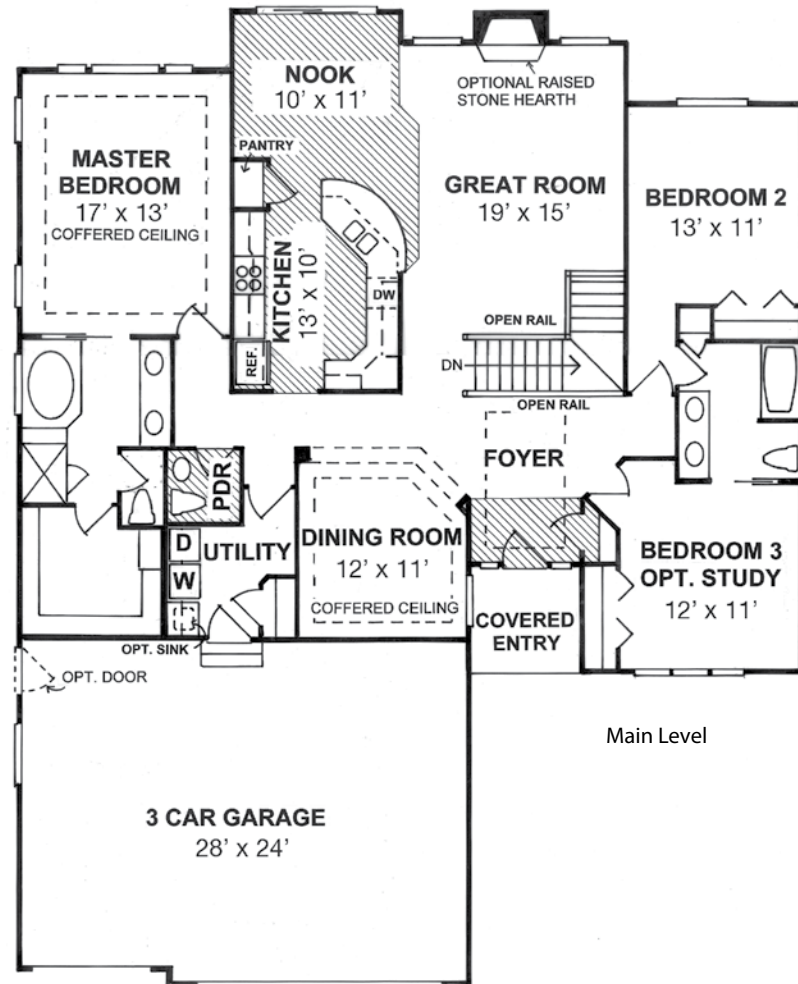 NOOK
10’ x 11’
OPTIONAL RAISED
STONE HEARTH
PANTRY
MASTER
BEDROOM
17’ x 13’
COFFERED CEILING
GREAT ROOM
19’ x 15’
BEDROOM 2
13’ x 11’
KITCHEN
13’ x 10’
DW
REF.
OPEN RAIL
DN
OPEN RAIL
FOYER
PDR
D
UTILITY
W
DINING ROOM
12’ x 11’
COFFERED CEILING
BEDROOM 3
OPT. STUDY
12’ x 11’
COVERED
ENTRY
OPT. SINK
OPT. DOOR
Main Level
3 CAR GARAGE
28’ x 24’